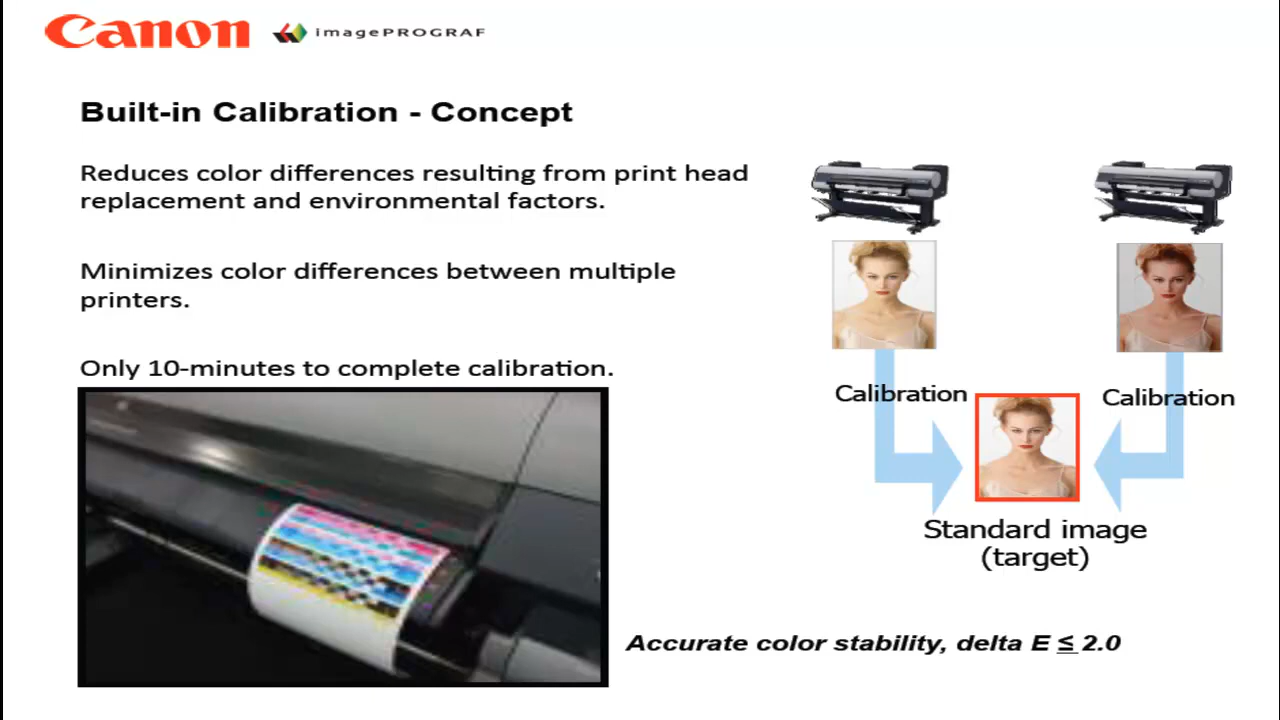 Canon imagePROGRAF
Built-in Calibration - Concept
Reduces color differences resulting from print head
replacement and environmental factors.
Minimizes color differences between multiple
printers.
Only 10-minutes to complete calibration.
Calibration
Calibration
Standard image
(target)
Accurate color stability, delta E ≤ 2.0